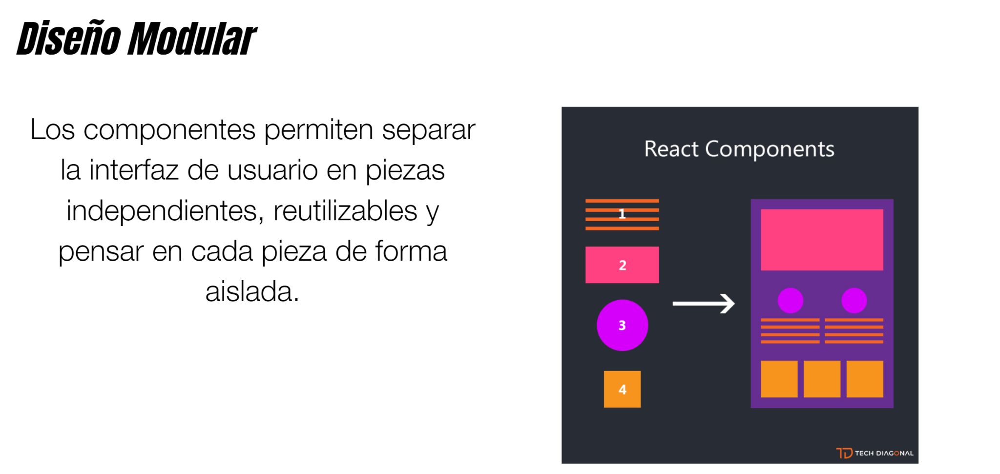 Diseño Modular
Los componentes permiten separar
la interfaz de usuario en piezas
independientes, reutilizables y
pensar en cada pieza de forma
aislada.
React Components
1
2
3
4
TD TECH DIAGONAL